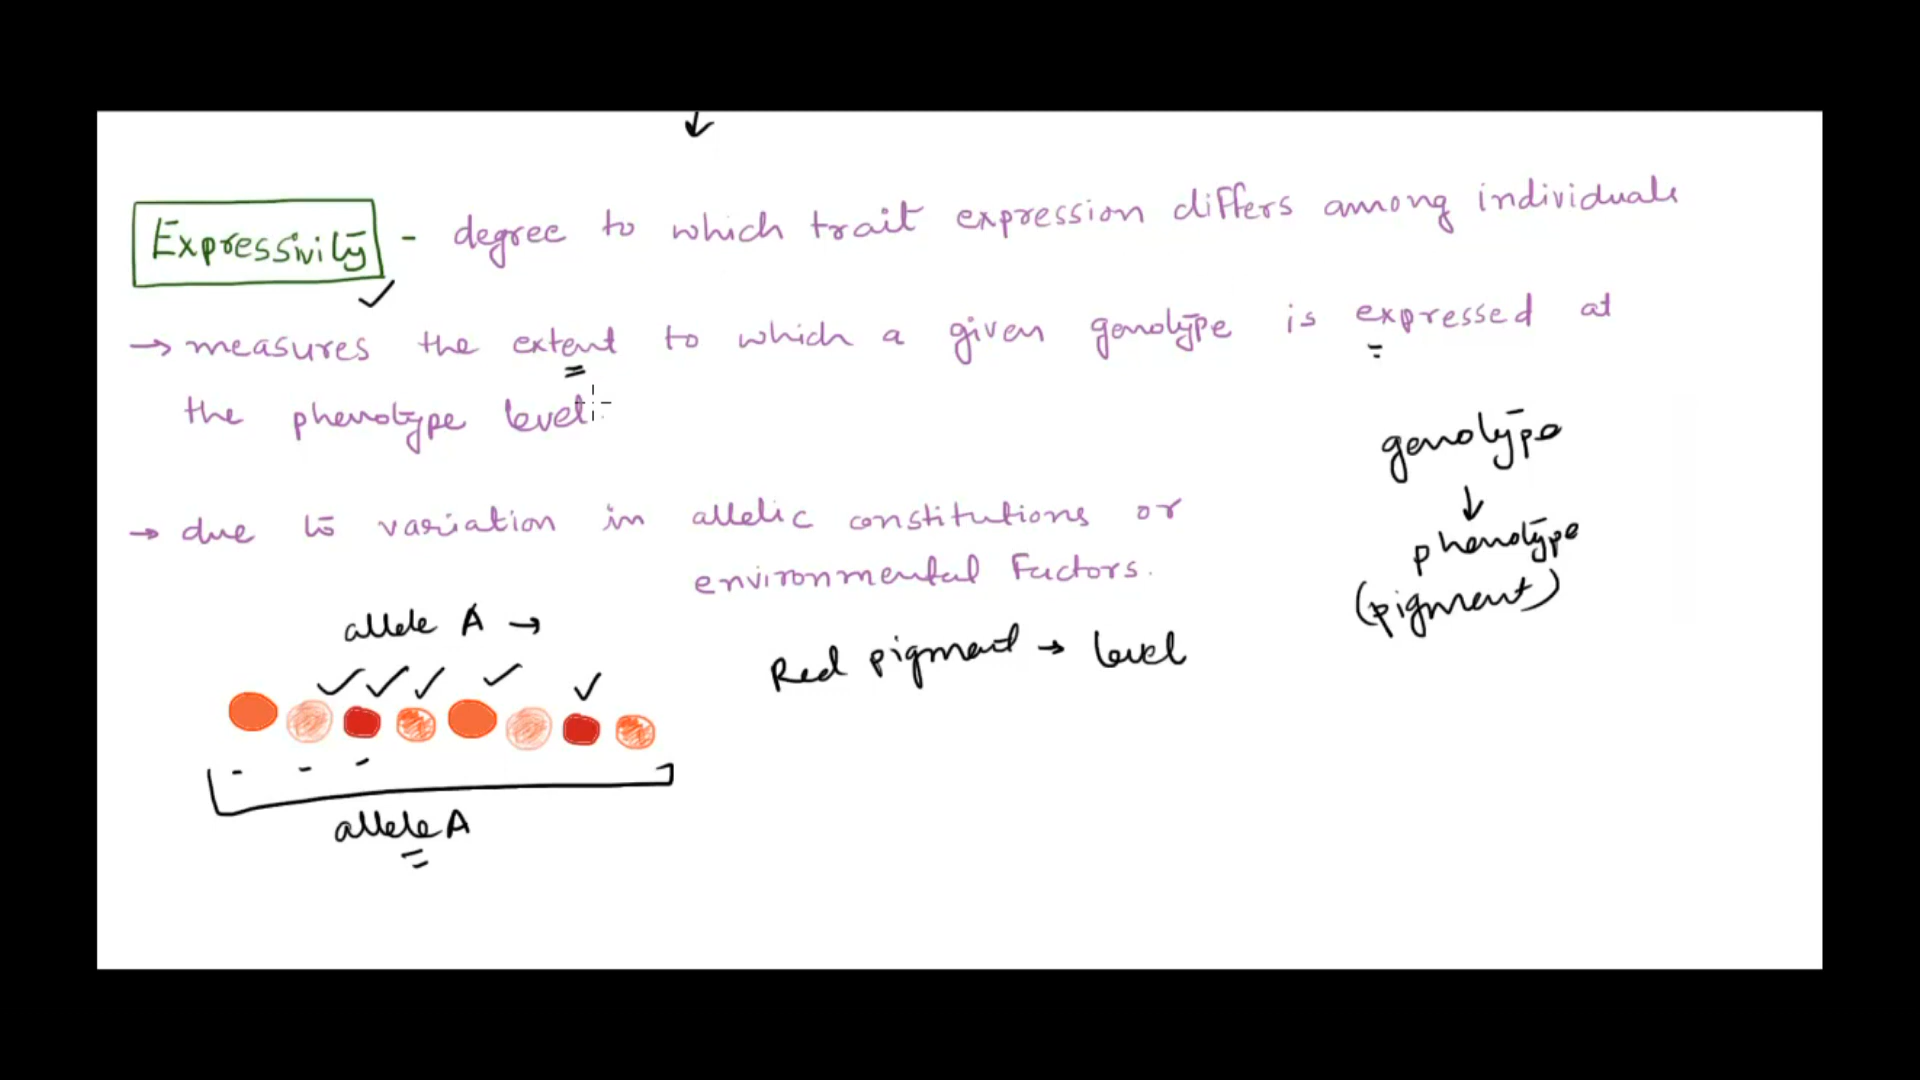 Expressivity - degree to which trait expression differs among individuals
→ measures the extent to which a given genotype is expressed at
the phenotype level.
genotype
↓
phenotype
(pigment)
→ due to variation in allelic constitutions or
environmental Factors.
allele A →
Red pigment → level
allele A